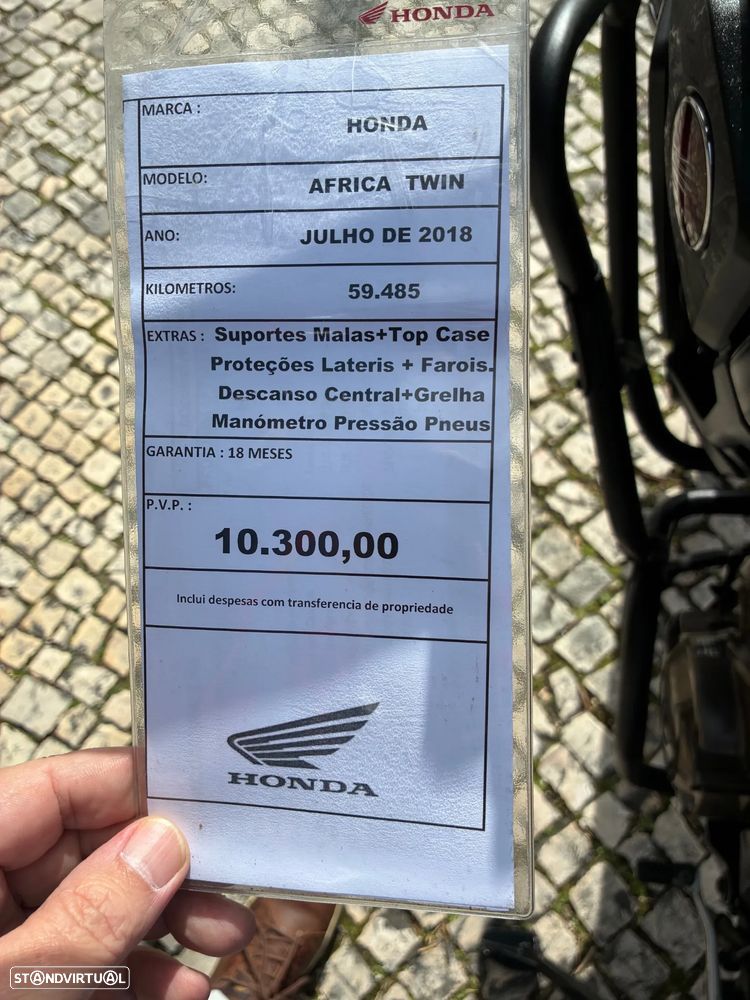 HONDA
MARCA :
HONDA
MODELO:
AFRICA TWIN
ANO:
JULHO DE 2018
KILOMETROS:
59.485
EXTRAS : Suportes Malas+Top Case
Proteções Lateris + Farois.
Descanso Central+Grelha
Manómetro Pressão Pneus
GARANTIA : 18 MESES
P.V.P. :
10.300,00
Inclui despesas com transferencia de propriedade
HONDA
STANDVIRTUAL